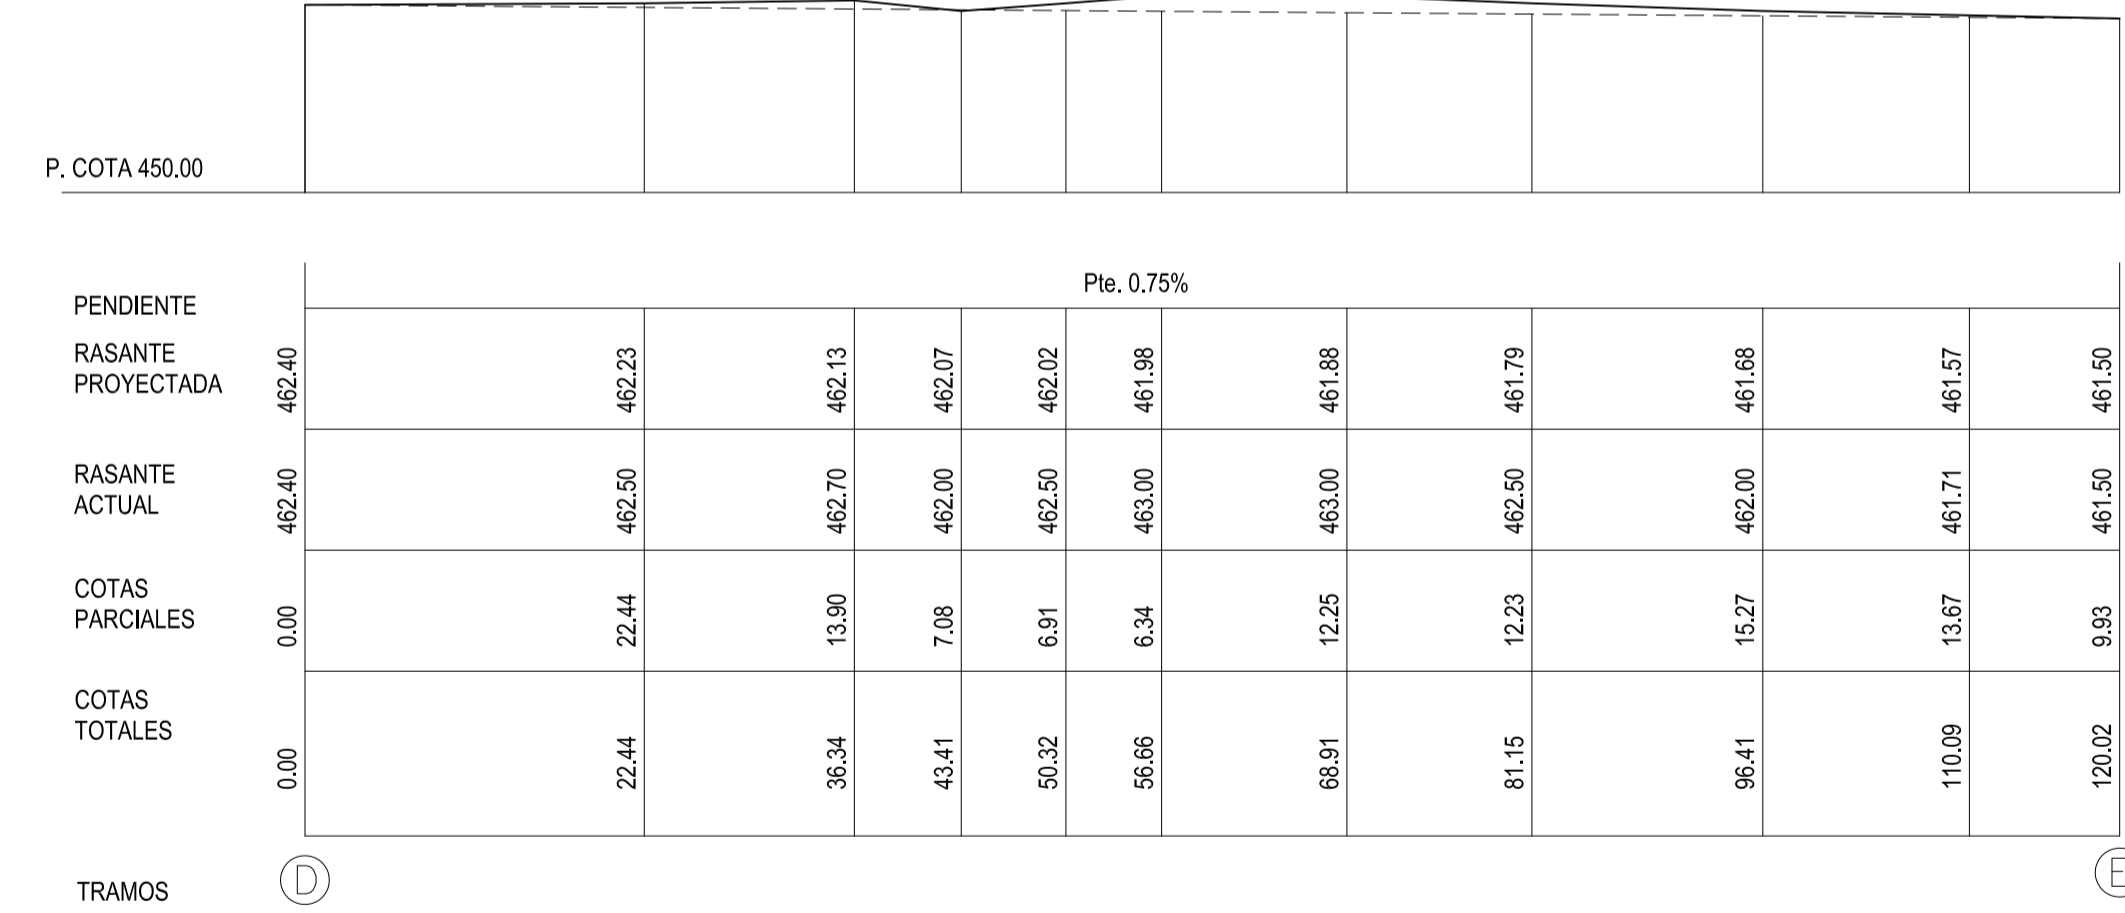 P. COTA 450.00
Pte. 0.75%
PENDIENTE
RASANTE
PROYECTADA
462.40 462.23 462.13 462.07 462.02 461.98 461.88 461.79 461.68 461.57 461.50
RASANTE
ACTUAL
462.40 462.50 462.70 462.00 462.50 463.00 463.00 462.50 462.00 461.71 461.50
COTAS
PARCIALES
0.00 22.44 13.90 7.08 6.91 6.34 12.25 12.23 15.27 13.67 9.93
COTAS
TOTALES
0.00 22.44 36.34 43.41 50.32 56.66 68.91 81.15 96.41 110.09 120.02
TRAMOS
D E